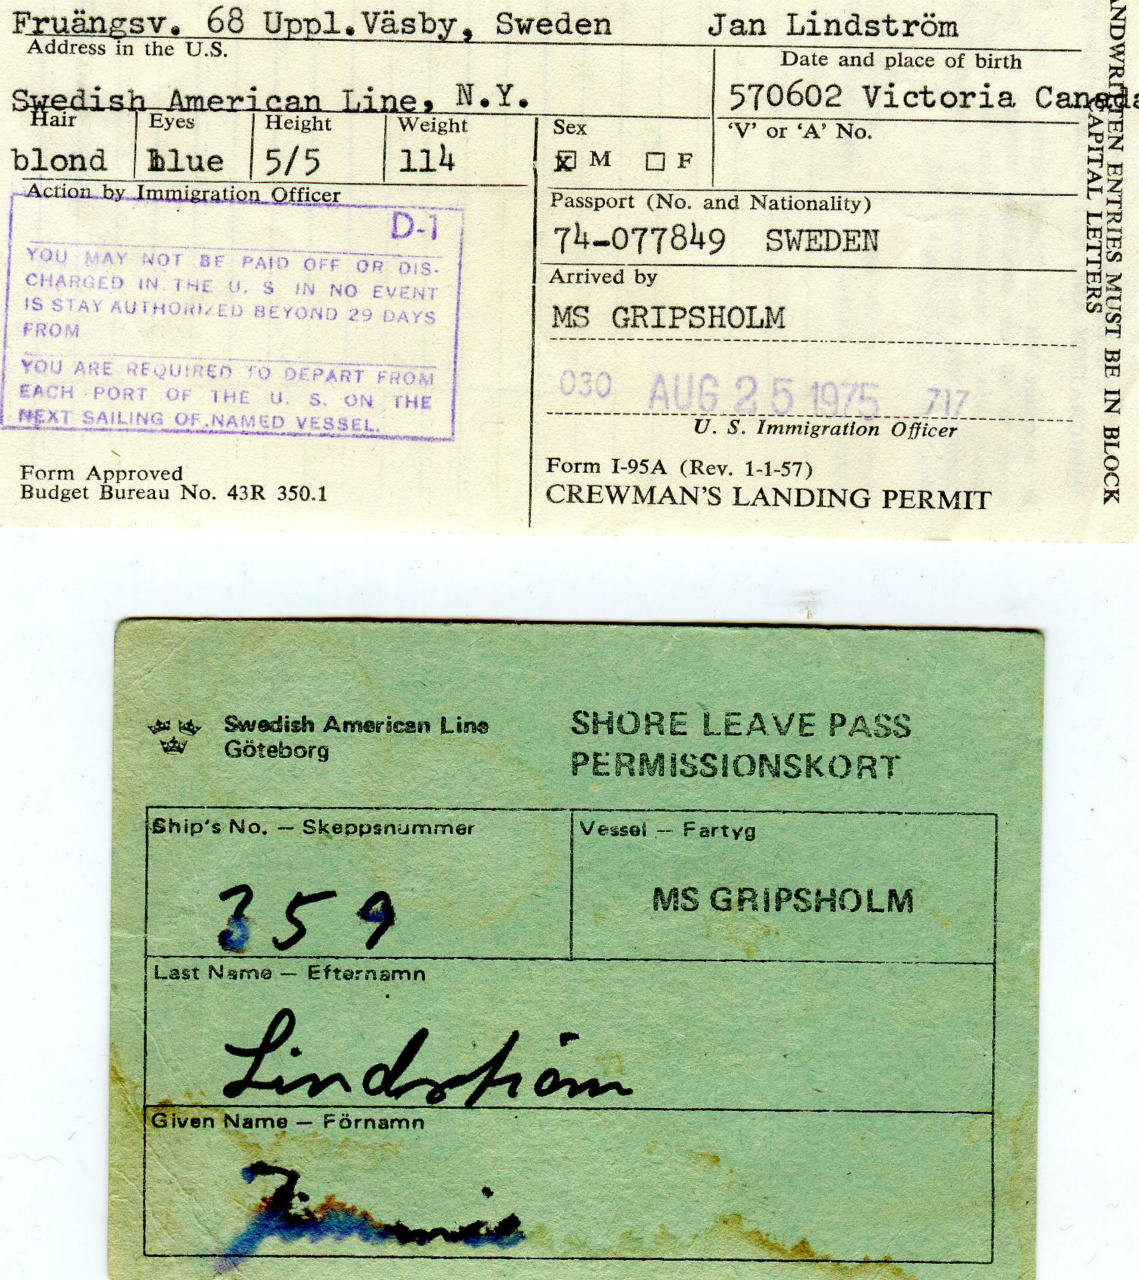 Fruängsv. 68 Uppl.Väsby, Sweden
Jan Lindström
Address in the U.S.
Swedish American Line, N.Y.
Date and place of birth
570602 Victoria Canada
Hair Eyes Height Weight
blond blue 5/5 114
Sex
x M F
'V' or 'A' No.
Action by Immigration Officer
D-1
YOU MAY NOT BE PAID OFF OR DIS-
CHARGED IN THE U. S IN NO EVENT
IS STAY AUTHORIZED BEYOND 29 DAYS
FROM
YOU ARE REQUIRED TO DEPART FROM
EACH PORT OF THE U. S. ON THE
NEXT SAILING OF NAMED VESSEL.
Form Approved
Budget Bureau No. 43R 350.1
Passport (No. and Nationality)
74-077849 SWEDEN
Arrived by
MS GRIPSHOLM
030 AUG 25 1975 717
U. S. Immigration Officer
Form I-95A (Rev. 1-1-57)
CREWMAN'S LANDING PERMIT
ANDWRITTEN ENTRIES MUST BE IN BLOCK
CAPITAL LETTERS
Swedish American Line
Göteborg
SHORE LEAVE PASS
PERMISSIONSKORT
Ship's No. – Skeppsnummer
359
Vessel – Fartyg
MS GRIPSHOLM
Last Name – Efternamn
Lindström
Given Name – Förnamn